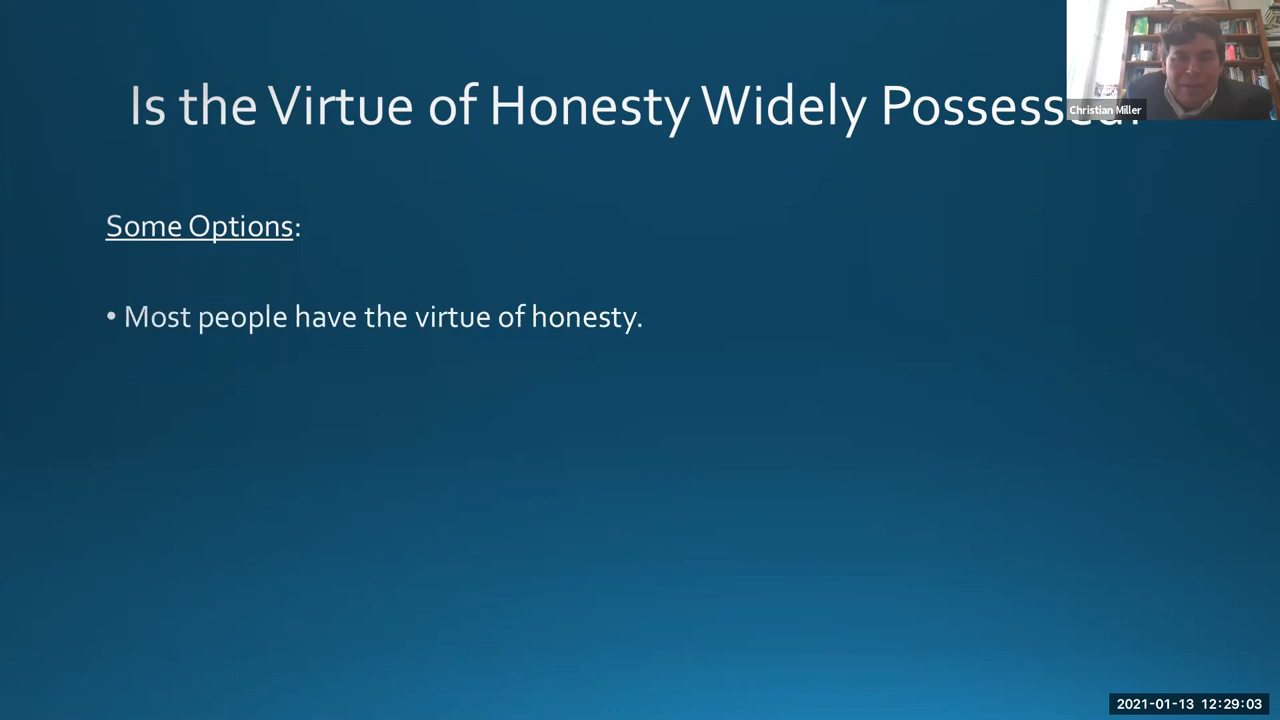 Is the Virtue of Honesty Widely Possessed?
Christian Miller
Some Options:
• Most people have the virtue of honesty.
2021-01-13 12:29:03